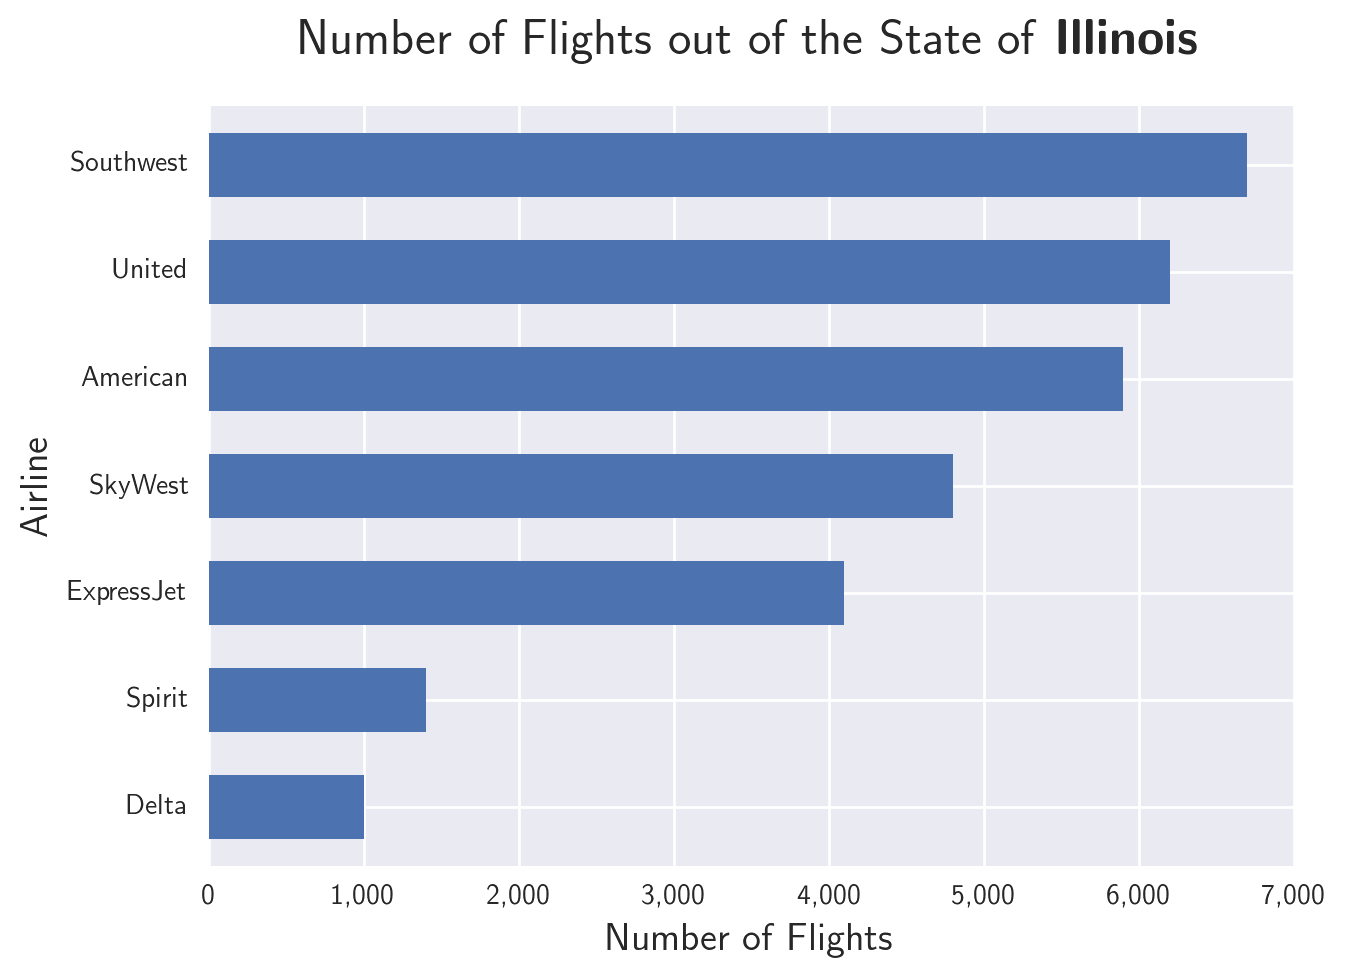 Number of Flights out of the State of Illinois
Southwest
United
American
SkyWest
ExpressJet
Spirit
Delta
Airline
0 1,000 2,000 3,000 4,000 5,000 6,000 7,000
Number of Flights